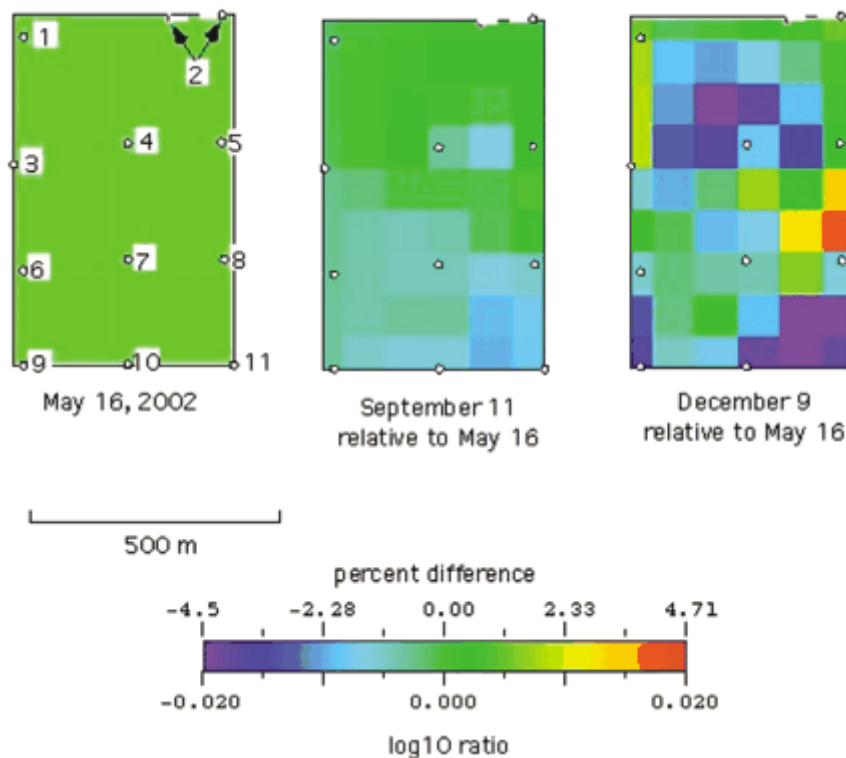 1
2
3
4
5
6
7
8
9
10
11
May 16, 2002
September 11
relative to May 16
December 9
relative to May 16
500 m
percent difference
-4.5 -2.28 0.00 2.33 4.71
-0.020 0.000 0.020
log10 ratio